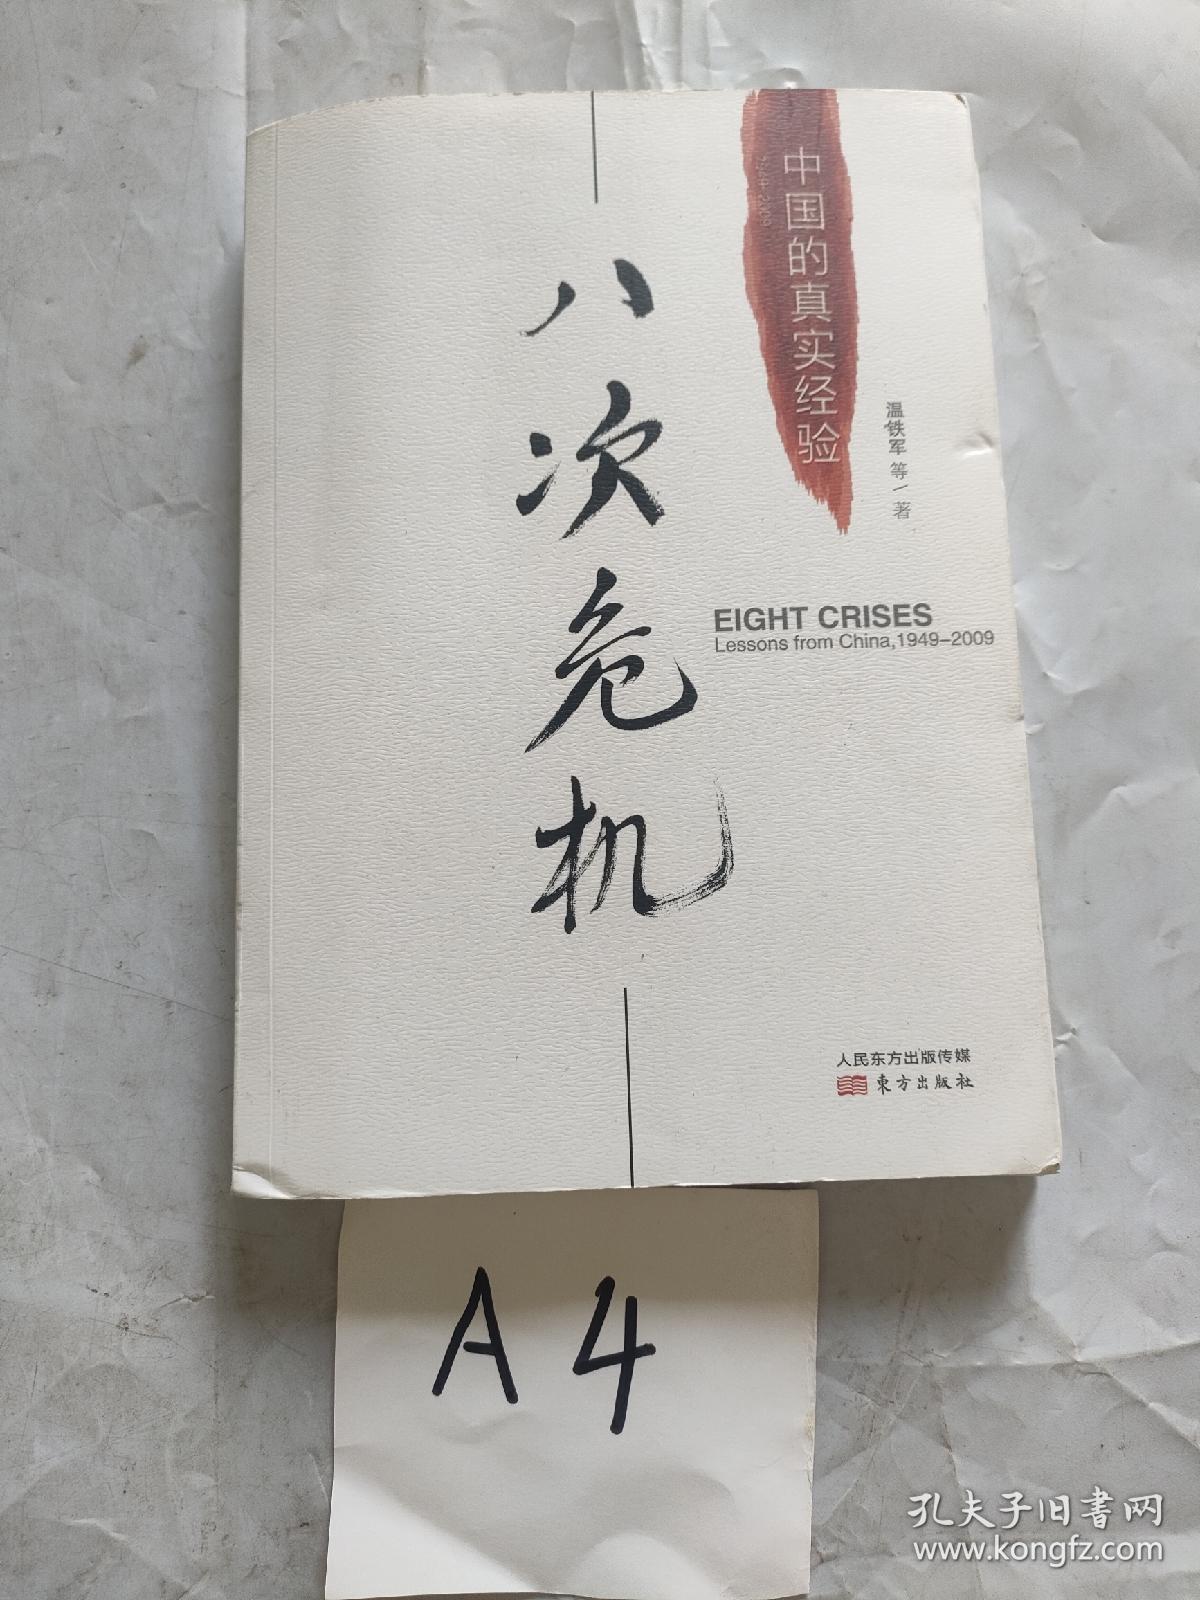 中国的真实经验
1949-2009
八次危机
温铁军 等 著
EIGHT CRISES
Lessons from China,1949-2009
人民东方出版传媒
東方出版社
A4
孔夫子旧書网
www.kongfz.com